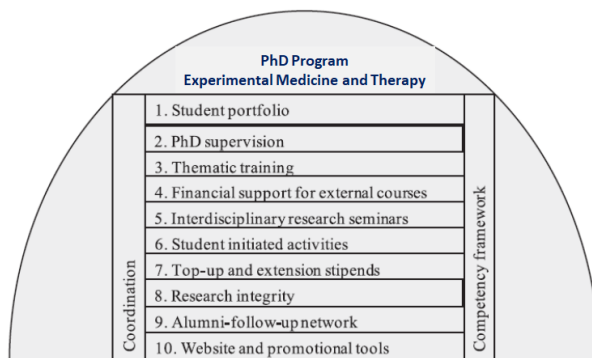 PhD Program
Experimental Medicine and Therapy
1. Student portfolio
2. PhD supervision
3. Thematic training
4. Financial support for external courses
5. Interdisciplinary research seminars
6. Student initiated activities
7. Top-up and extension stipends
8. Research integrity
9. Alumni-follow-up network
10. Website and promotional tools
Coordination
Competency framework